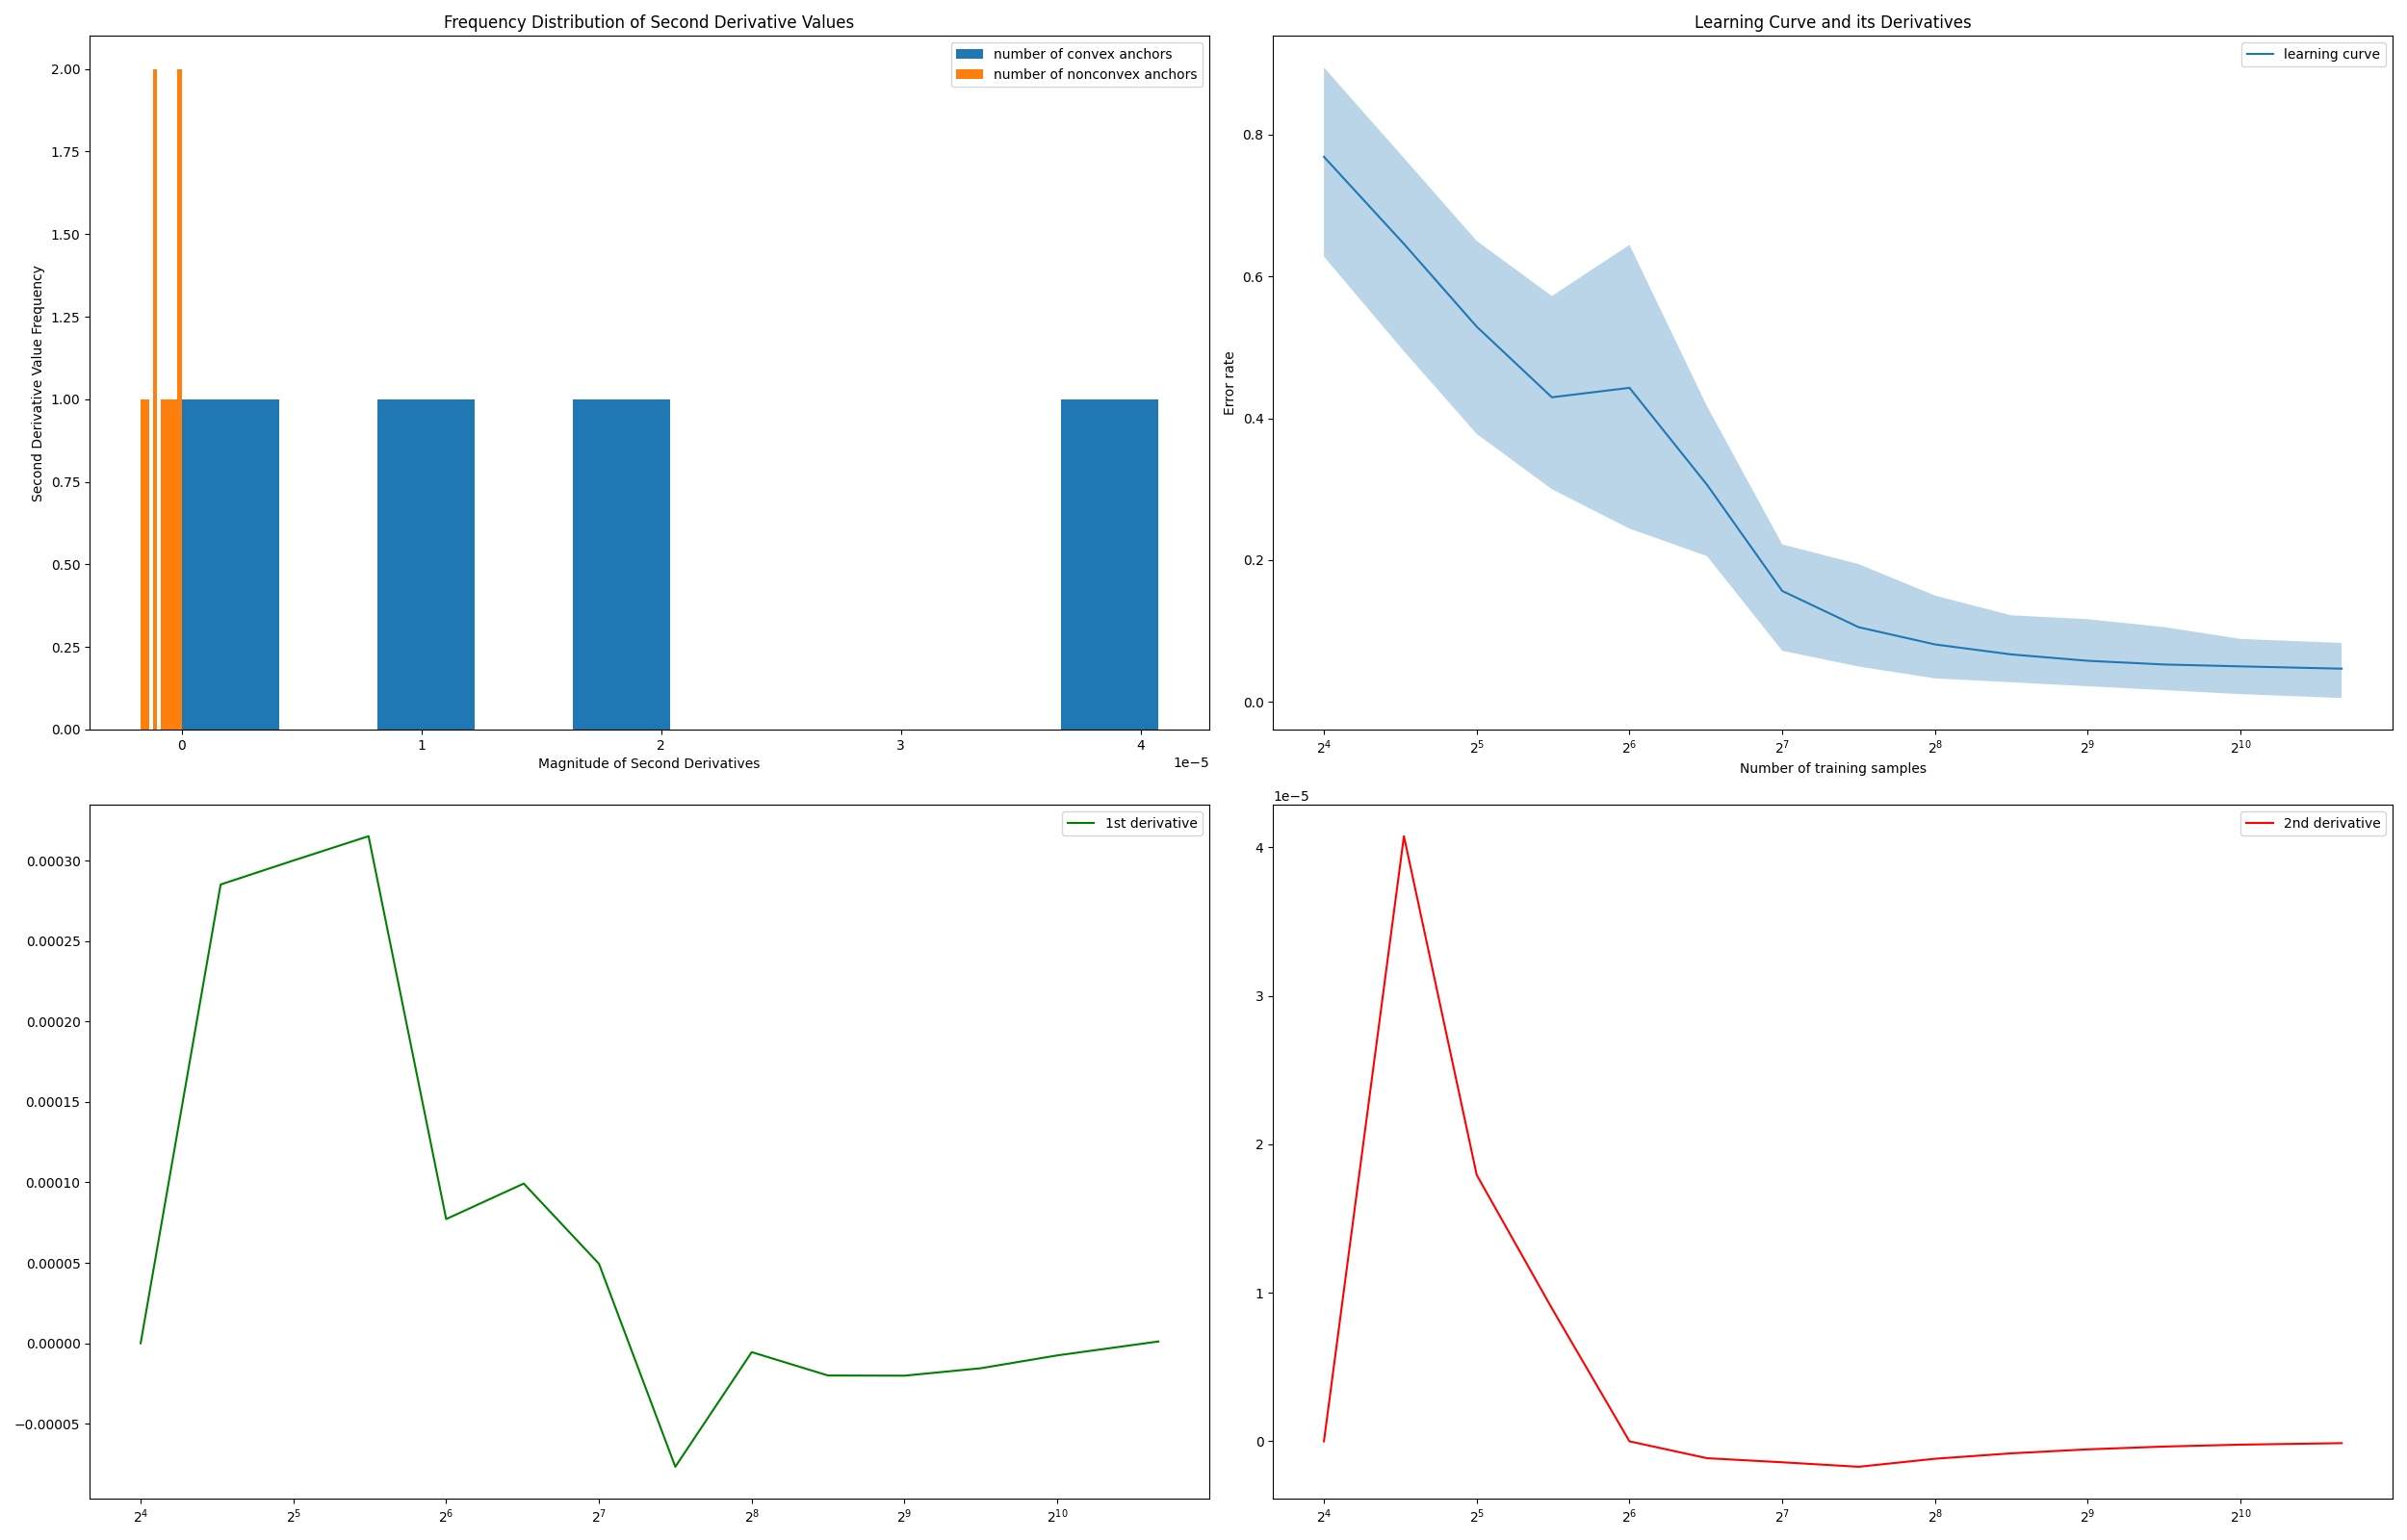 Frequency Distribution of Second Derivative Values
number of convex anchors
number of nonconvex anchors
2.00
1.75
1.50
1.25
1.00
0.75
0.50
0.25
0.00
Second Derivative Value Frequency
0 1 2 3 4
1e−5
Magnitude of Second Derivatives
Learning Curve and its Derivatives
learning curve
0.8
0.6
0.4
0.2
0.0
Error rate
2⁴ 2⁵ 2⁶ 2⁷ 2⁸ 2⁹ 2¹⁰
Number of training samples
1st derivative
0.00030
0.00025
0.00020
0.00015
0.00010
0.00005
0.00000
−0.00005
2⁴ 2⁵ 2⁶ 2⁷ 2⁸ 2⁹ 2¹⁰
1e−5
2nd derivative
4
3
2
1
0
2⁴ 2⁵ 2⁶ 2⁷ 2⁸ 2⁹ 2¹⁰